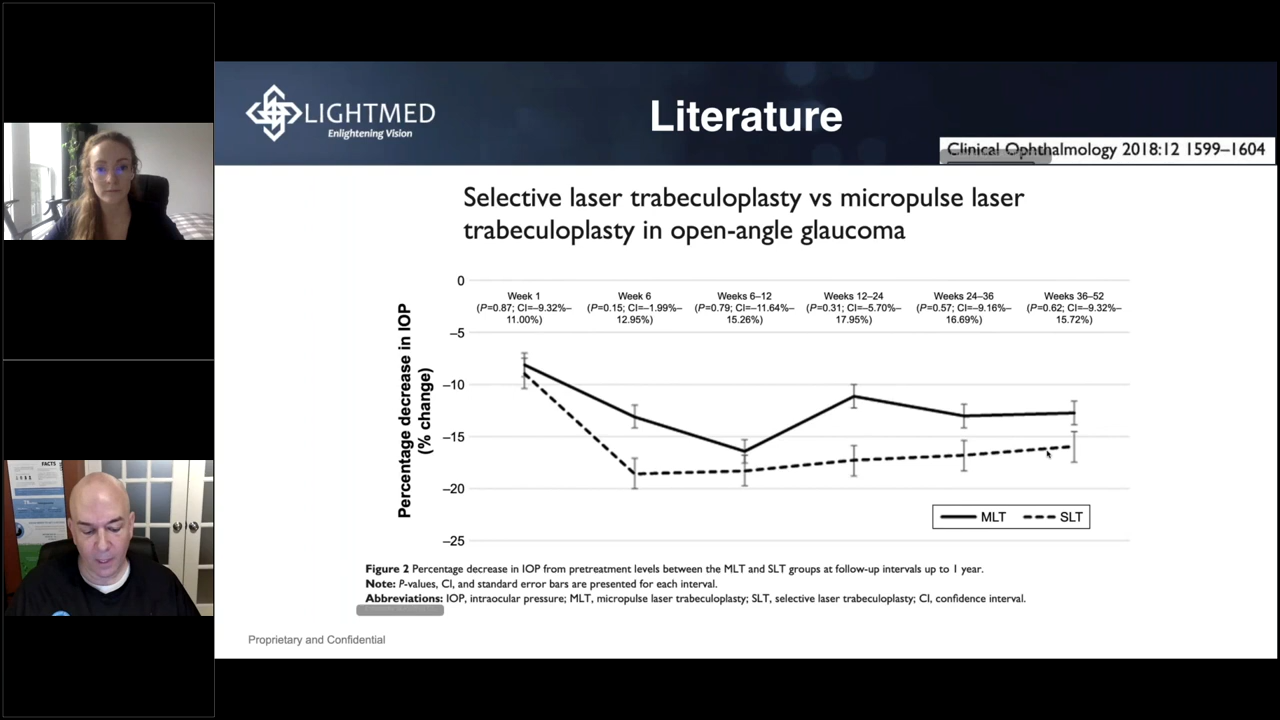 LIGHTMED
Enlightening Vision
Literature
Clinical Ophthalmology 2018:12 1599–1604
Selective laser trabeculoplasty vs micropulse laser
trabeculoplasty in open-angle glaucoma
Percentage decrease in IOP
(% change)
0
–5
–10
–15
–20
–25
Week 1
(P=0.87; CI=–9.32%–
11.00%)
Week 6
(P=0.15; CI=–1.99%–
12.95%)
Weeks 6–12
(P=0.79; CI=–11.64%–
15.26%)
Weeks 12–24
(P=0.31; CI=–5.70%–
17.95%)
Weeks 24–36
(P=0.57; CI=–9.16%–
16.69%)
Weeks 36–52
(P=0.62; CI=–9.32%–
15.72%)
MLT
SLT
Figure 2 Percentage decrease in IOP from pretreatment levels between the MLT and SLT groups at follow-up intervals up to 1 year.
Note: P-values, CI, and standard error bars are presented for each interval.
Abbreviations: IOP, intraocular pressure; MLT, micropulse laser trabeculoplasty; SLT, selective laser trabeculoplasty; CI, confidence interval.
Proprietary and Confidential
FACTS